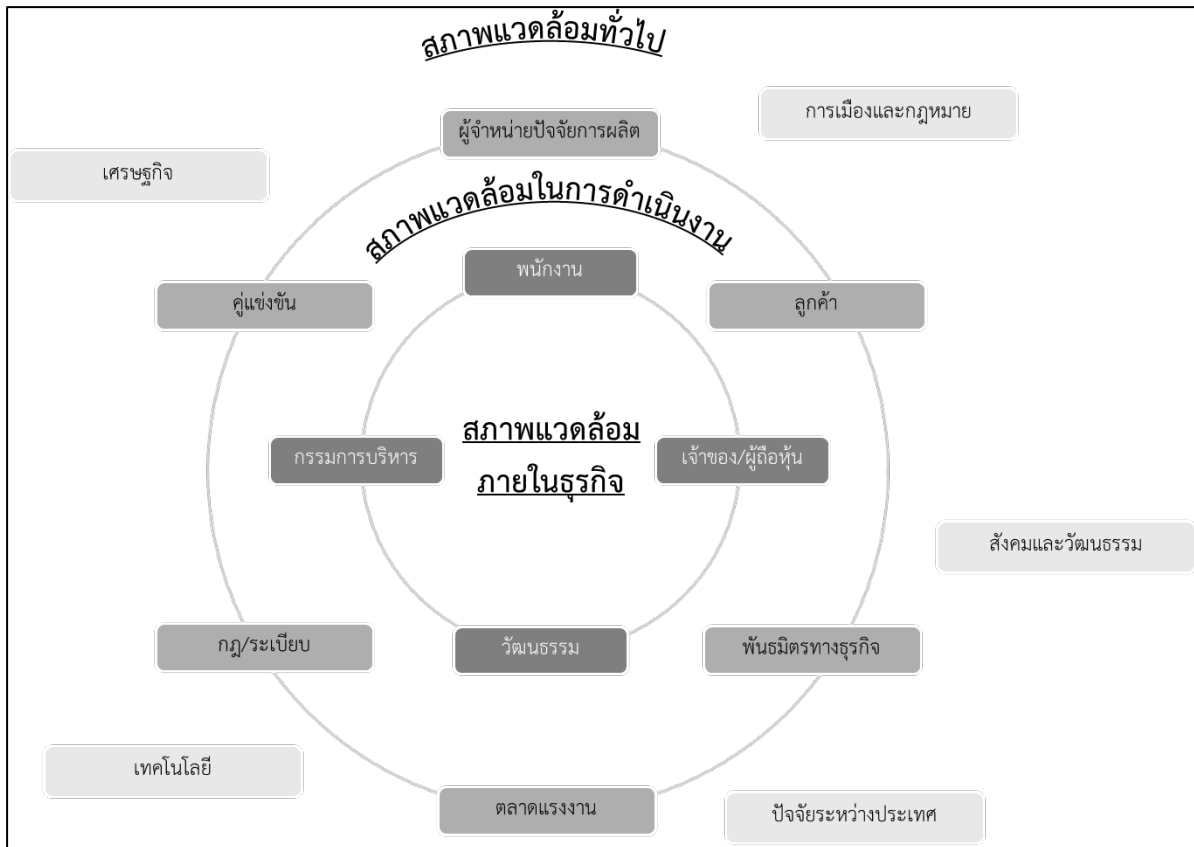 สภาพแวดล้อมทั่วไป
การเมืองและกฎหมาย
ผู้จำหน่ายปัจจัยการผลิต
เศรษฐกิจ
สภาพแวดล้อมในการดำเนินงาน
พนักงาน
คู่แข่งขัน
ลูกค้า
สภาพแวดล้อม
ภายในธุรกิจ
กรรมการบริหาร
เจ้าของ/ผู้ถือหุ้น
สังคมและวัฒนธรรม
กฎ/ระเบียบ
วัฒนธรรม
พันธมิตรทางธุรกิจ
เทคโนโลยี
ตลาดแรงงาน
ปัจจัยระหว่างประเทศ